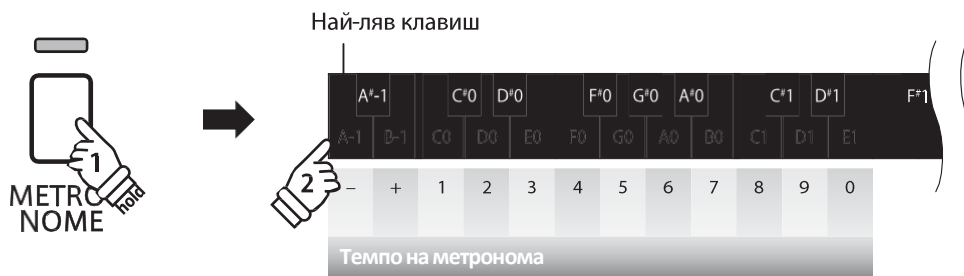 Най-ляв клавиш
A#-1 C#0 D#0 F#0 G#0 A#0 C#1 D#1 F#1
A-1 B-1 C0 D0 E0 F0 G0 A0 B0 C1 D1 E1
1
hold
METRO
NOME
2
– + 1 2 3 4 5 6 7 8 9 0
Темпо на метронома